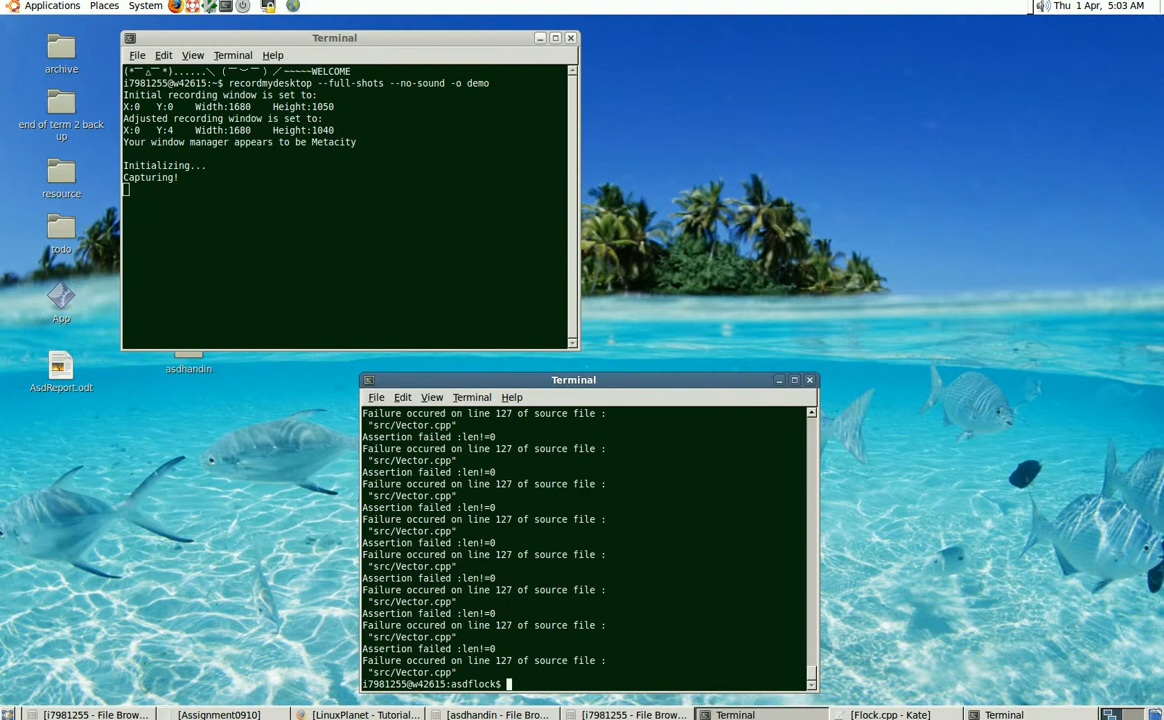 Applications Places System
Thu 1 Apr, 5:03 AM
archive
end of term 2 back
up
resource
todo
App
AsdReport.odt
asdhandin
Terminal
File Edit View Terminal Help
(*￣△￣*)......＼（￣︶￣）／~~~~~WELCOME
i7981255@w42615:~$ recordmydesktop --full-shots --no-sound -o demo
Initial recording window is set to:
X:0 Y:0 Width:1680 Height:1050
Adjusted recording window is set to:
X:0 Y:4 Width:1680 Height:1040
Your window manager appears to be Metacity
Initializing...
Capturing!
Terminal
File Edit View Terminal Help
Failure occured on line 127 of source file :
"src/Vector.cpp"
Assertion failed :len!=0
Failure occured on line 127 of source file :
"src/Vector.cpp"
Assertion failed :len!=0
Failure occured on line 127 of source file :
"src/Vector.cpp"
Assertion failed :len!=0
Failure occured on line 127 of source file :
"src/Vector.cpp"
Assertion failed :len!=0
Failure occured on line 127 of source file :
"src/Vector.cpp"
Assertion failed :len!=0
Failure occured on line 127 of source file :
"src/Vector.cpp"
Assertion failed :len!=0
Failure occured on line 127 of source file :
"src/Vector.cpp"
Assertion failed :len!=0
Failure occured on line 127 of source file :
"src/Vector.cpp"
i7981255@w42615:asdflock$
[i7981255 - File Brow... [Assignment0910] [LinuxPlanet - Tutorial... [asdhandin - File Bro... [i7981255 - File Brow... Terminal [Flock.cpp - Kate] Terminal